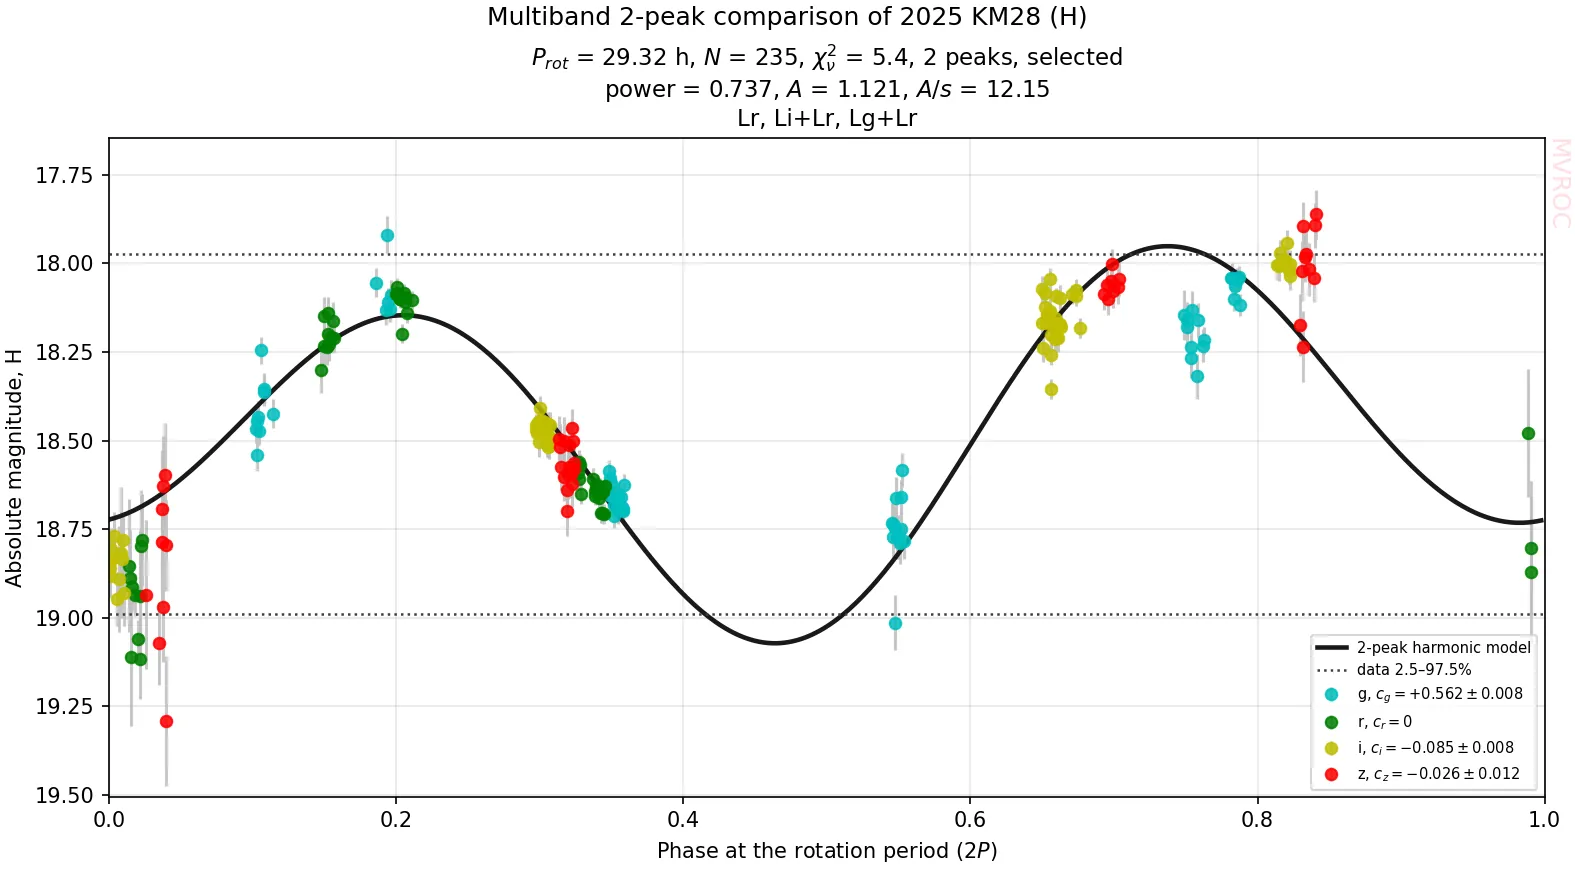 Multiband 2-peak comparison of 2025 KM28 (H)
P_rot = 29.32 h, N = 235, χ²_ν = 5.4, 2 peaks, selected
power = 0.737, A = 1.121, A/s = 12.15
Lr, Li+Lr, Lg+Lr
MVROC
Absolute magnitude, H
17.75
18.00
18.25
18.50
18.75
19.00
19.25
19.50
2-peak harmonic model
data 2.5–97.5%
g, c_g = +0.562 ± 0.008
r, c_r = 0
i, c_i = −0.085 ± 0.008
z, c_z = −0.026 ± 0.012
0.0 0.2 0.4 0.6 0.8 1.0
Phase at the rotation period (2P)